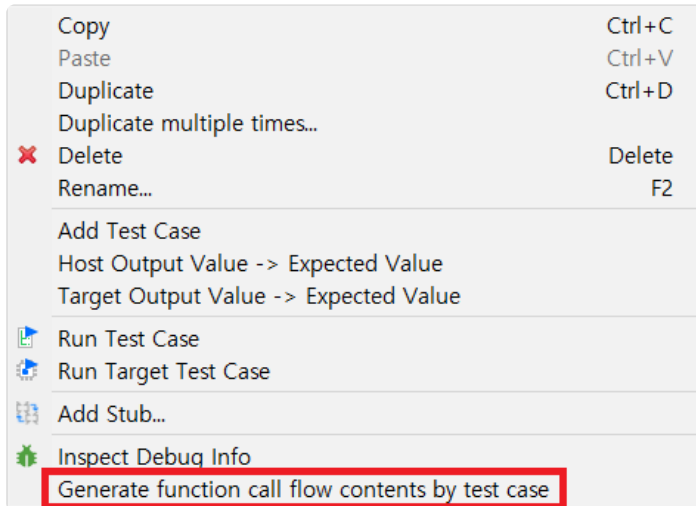 Copy Ctrl+C
Paste Ctrl+V
Duplicate Ctrl+D
Duplicate multiple times...
Delete Delete
Rename... F2
Add Test Case
Host Output Value -> Expected Value
Target Output Value -> Expected Value
Run Test Case
Run Target Test Case
Add Stub...
Inspect Debug Info
Generate function call flow contents by test case